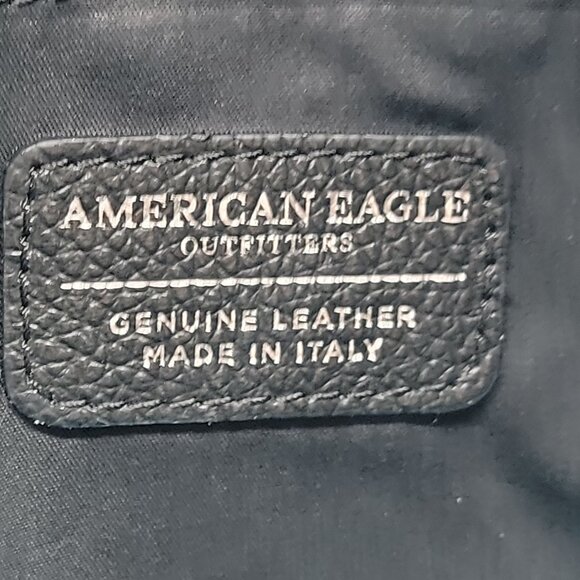 AMERICAN EAGLE
OUTFITTERS
GENUINE LEATHER
MADE IN ITALY